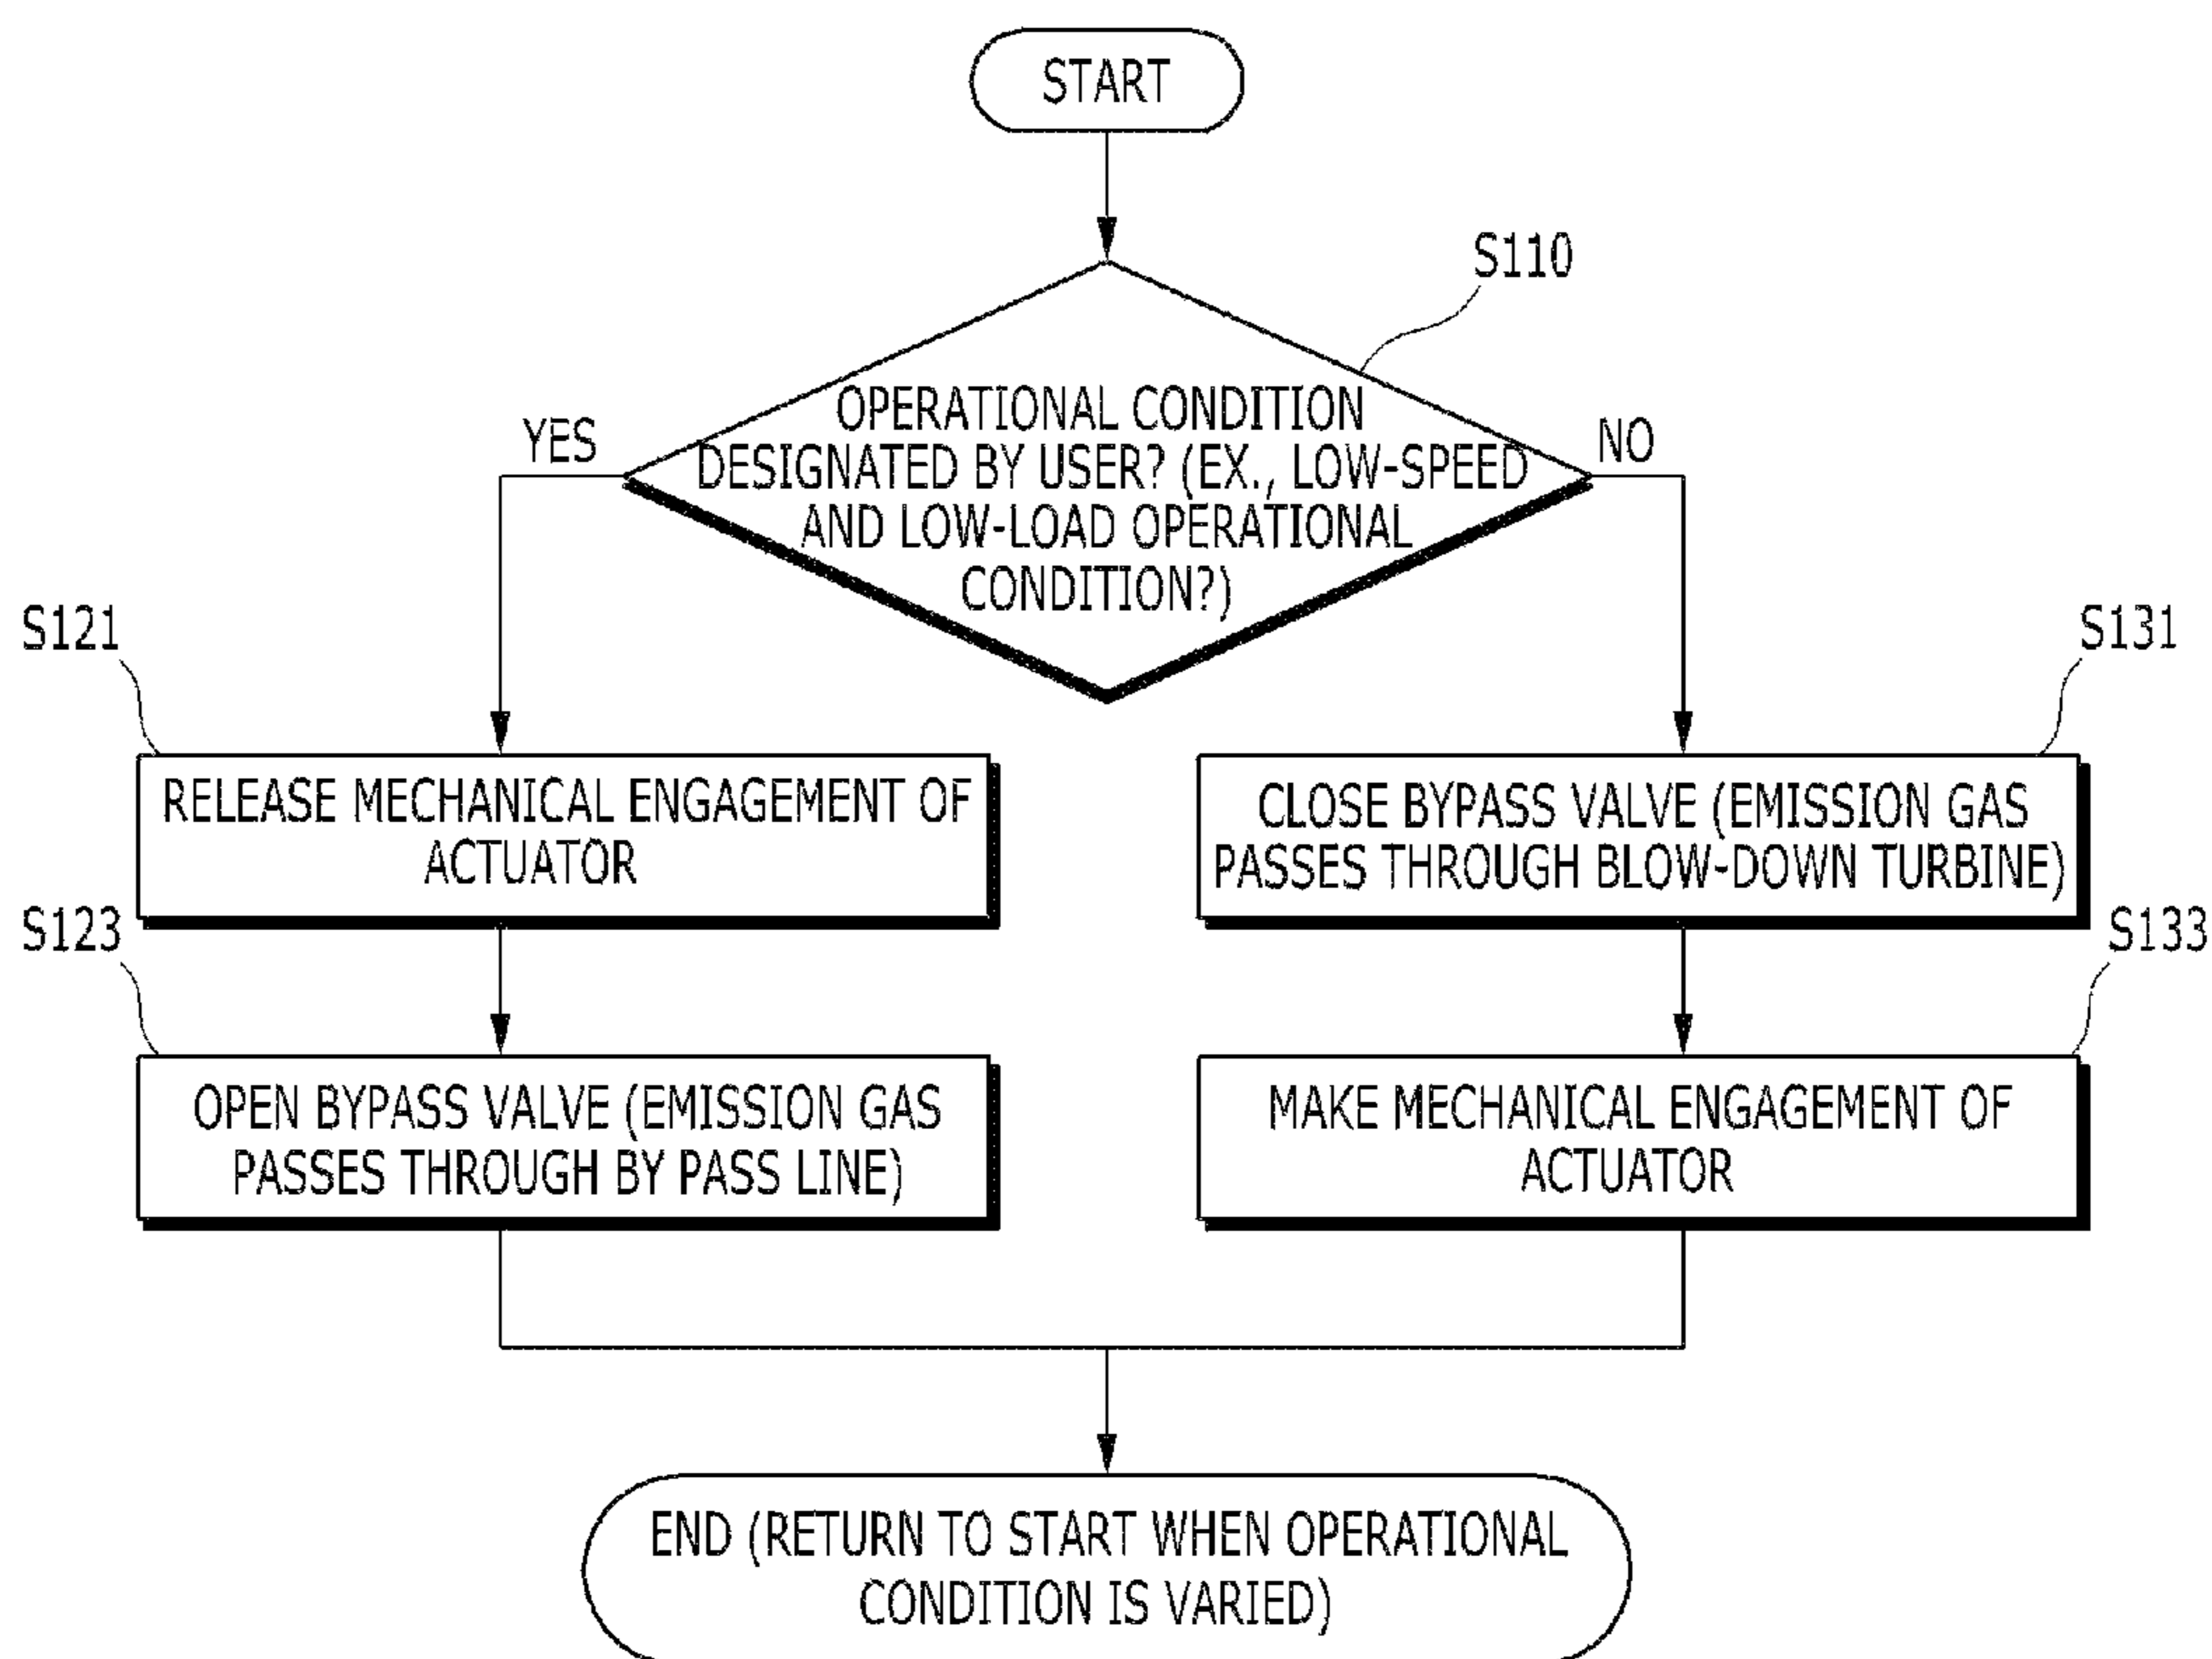 START
S110
OPERATIONAL CONDITION
DESIGNATED BY USER? (EX., LOW-SPEED
AND LOW-LOAD OPERATIONAL
CONDITION?)
YES
NO
S121
RELEASE MECHANICAL ENGAGEMENT OF
ACTUATOR
S131
CLOSE BYPASS VALVE (EMISSION GAS
PASSES THROUGH BLOW-DOWN TURBINE)
S123
OPEN BYPASS VALVE (EMISSION GAS
PASSES THROUGH BY PASS LINE)
S133
MAKE MECHANICAL ENGAGEMENT OF
ACTUATOR
END (RETURN TO START WHEN OPERATIONAL
CONDITION IS VARIED)